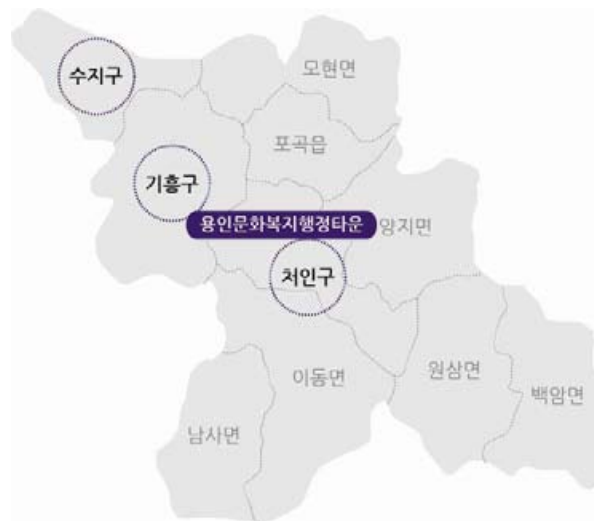 모현면
수지구
포곡읍
기흥구
용인문화복지행정타운
양지면
처인구
원삼면
이동면
백암면
남사면